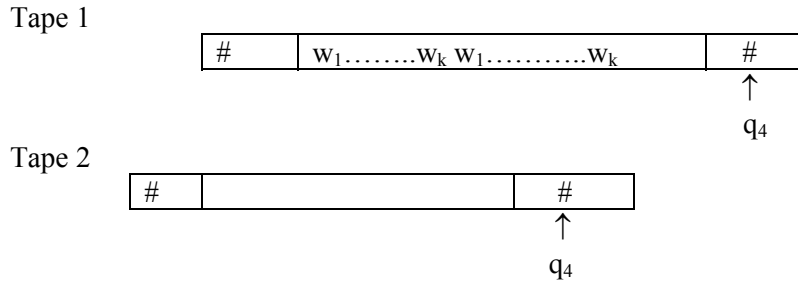 Tape 1
# w₁……..wₖ w₁………..wₖ #
↑
q₄
Tape 2
# #
↑
q₄